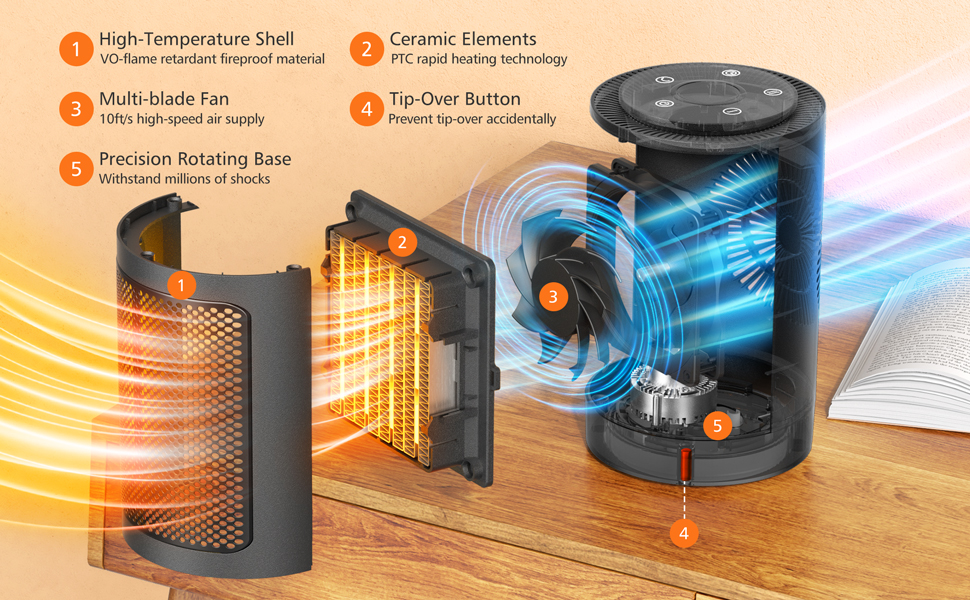 1 High-Temperature Shell
VO-flame retardant fireproof material
2 Ceramic Elements
PTC rapid heating technology
3 Multi-blade Fan
10ft/s high-speed air supply
4 Tip-Over Button
Prevent tip-over accidentally
5 Precision Rotating Base
Withstand millions of shocks
1
2
3
5
4